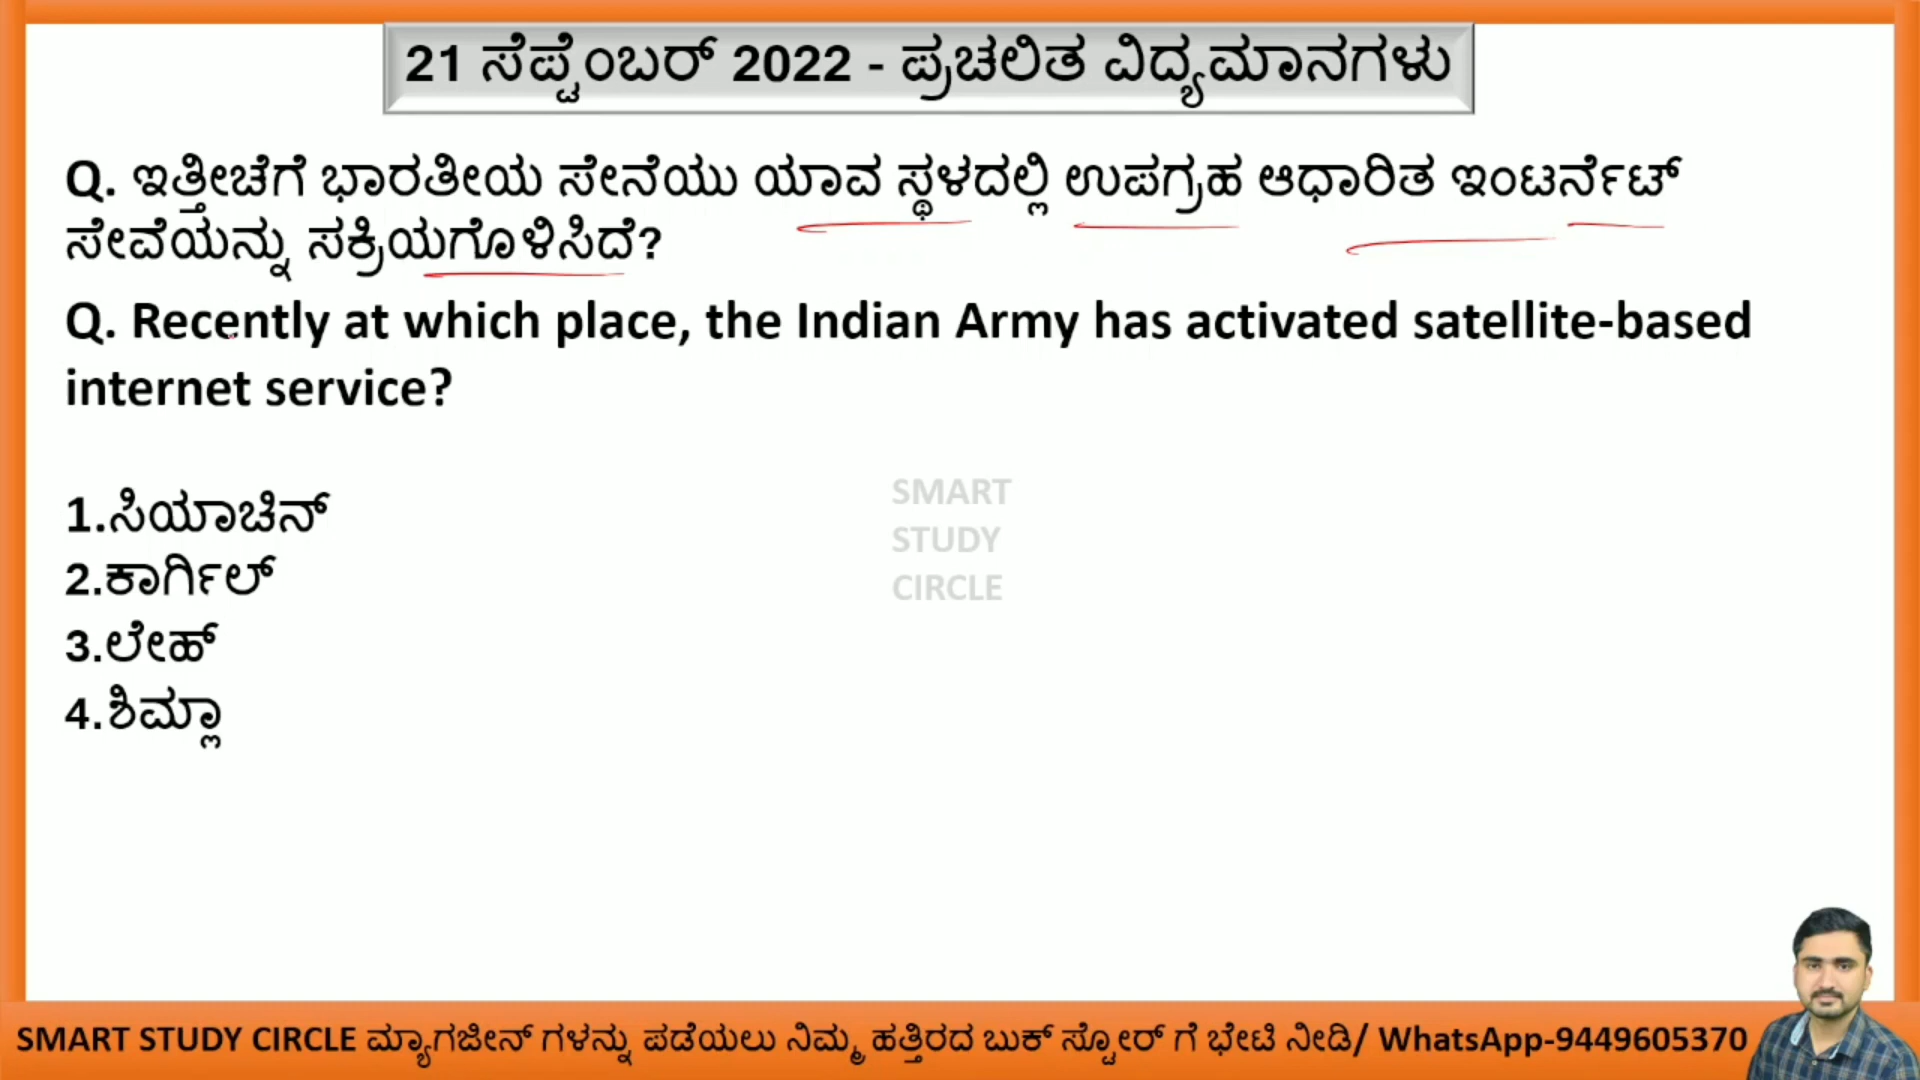 21 ಸೆಪ್ಟೆಂಬರ್ 2022 - ಪ್ರಚಲಿತ ವಿದ್ಯಮಾನಗಳು
Q. ಇತ್ತೀಚೆಗೆ ಭಾರತೀಯ ಸೇನೆಯು ಯಾವ ಸ್ಥಳದಲ್ಲಿ ಉಪಗ್ರಹ ಆಧಾರಿತ ಇಂಟರ್ನೆಟ್
ಸೇವೆಯನ್ನು ಸಕ್ರಿಯಗೊಳಿಸಿದೆ?
Q. Recently at which place, the Indian Army has activated satellite-based
internet service?
1.ಸಿಯಾಚಿನ್
2.ಕಾರ್ಗಿಲ್
3.ಲೇಹ್
4.ಶಿಮ್ಲಾ
SMART
STUDY
CIRCLE
SMART STUDY CIRCLE ಮ್ಯಾಗಜೀನ್ ಗಳನ್ನು ಪಡೆಯಲು ನಿಮ್ಮ ಹತ್ತಿರದ ಬುಕ್ ಸ್ಟೋರ್ ಗೆ ಭೇಟಿ ನೀಡಿ/ WhatsApp-9449605370